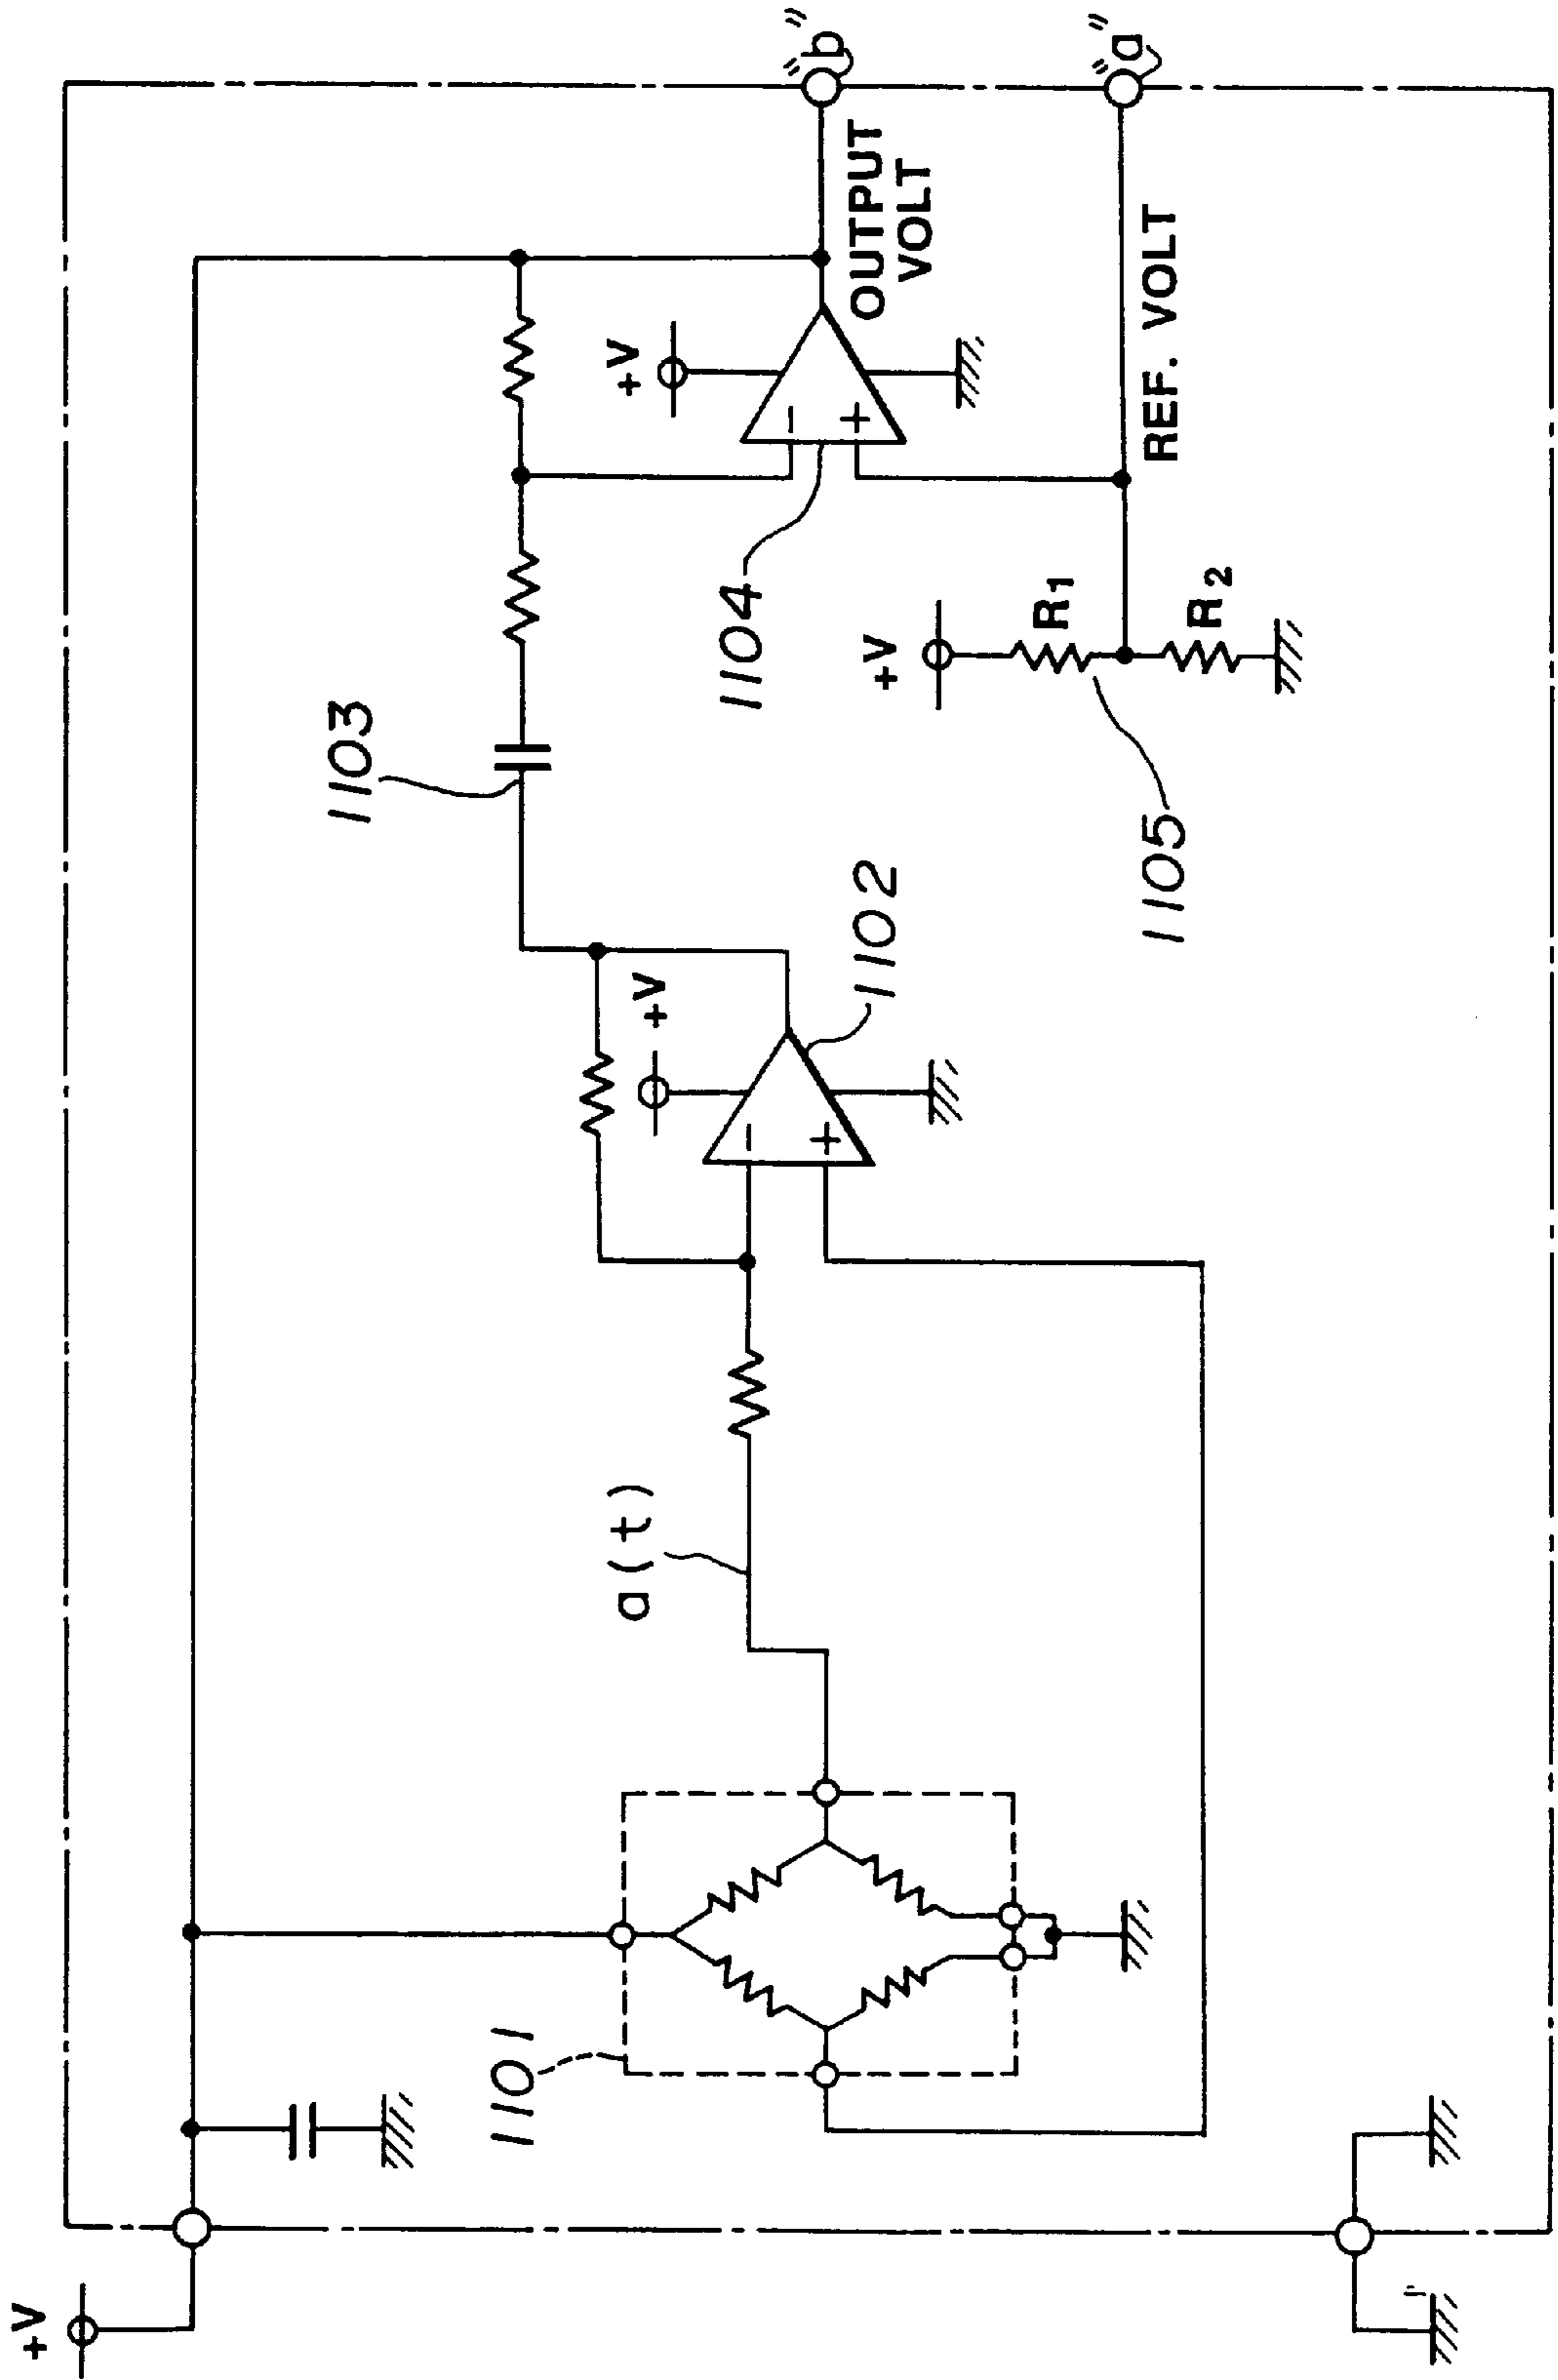 +V
1101
a(t)
1102
+V
1103
1104
+V
1105
+V
R1
R2
OUTPUT
VOLT
REF. VOLT
"b"
"a"